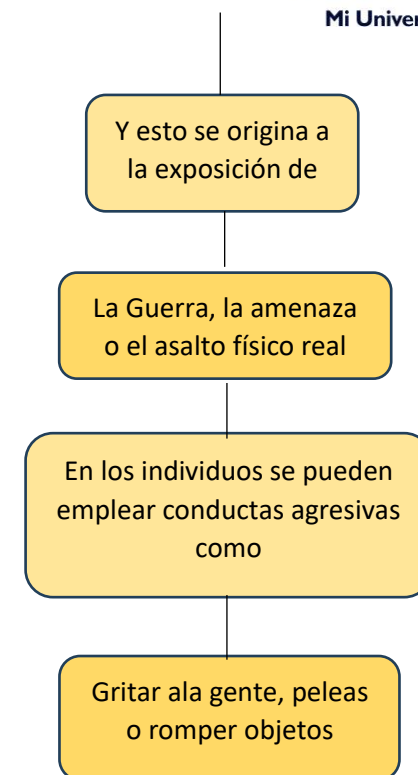 Mi Univer
Y esto se origina a
la exposición de
La Guerra, la amenaza
o el asalto físico real
En los individuos se pueden
emplear conductas agresivas
como
Gritar ala gente, peleas
o romper objetos